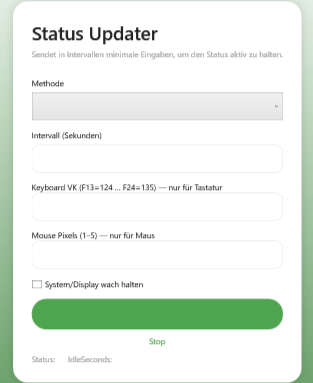 Status Updater
Sendet in Intervallen minimale Eingaben, um den Status aktiv zu halten.
Methode
Intervall (Sekunden)
Keyboard VK (F13=124 ... F24=135) — nur für Tastatur
Mouse Pixels (1–5) — nur für Maus
System/Display wach halten
Stop
Status: IdleSeconds: